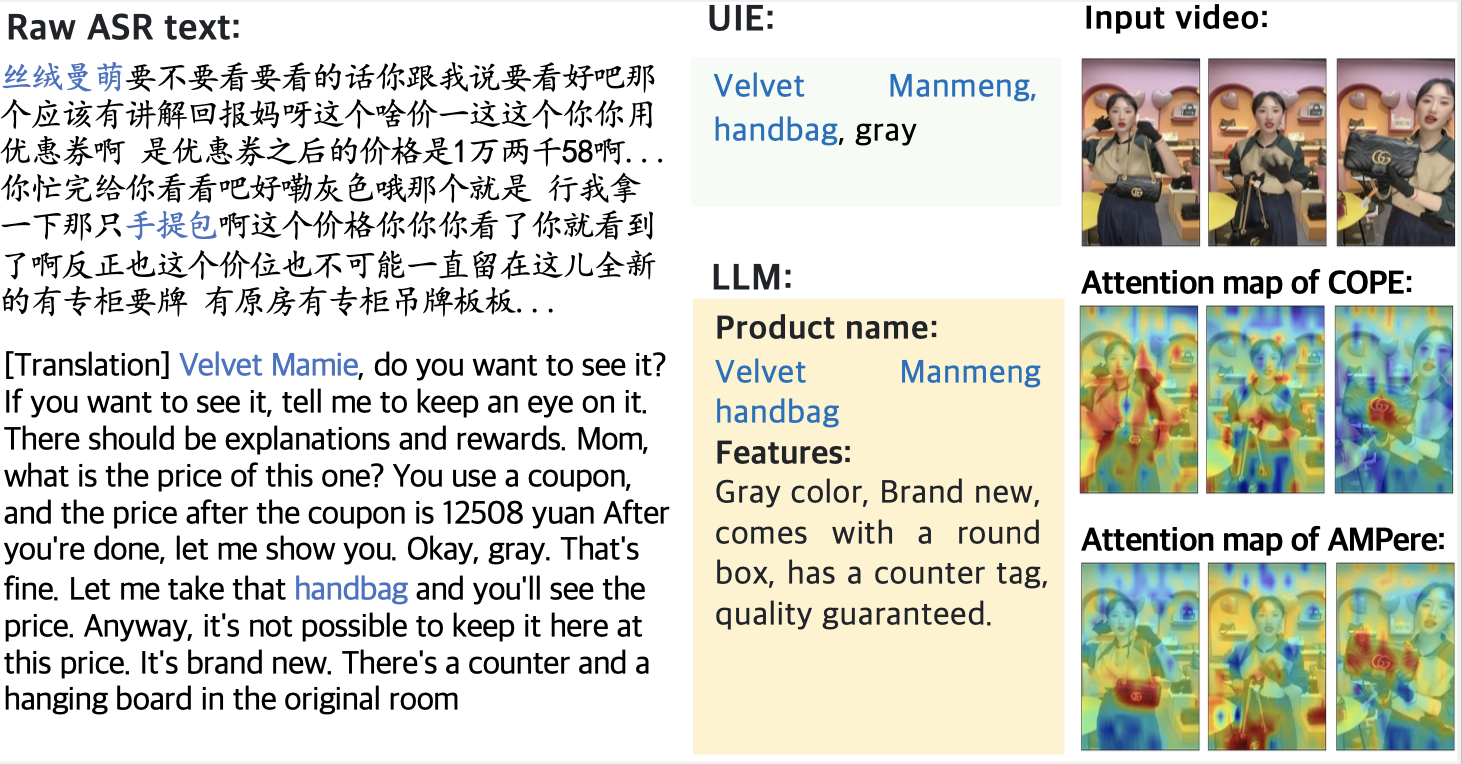 Raw ASR text:
丝绒曼萌要不要看要看的话你跟我说要看好吧那
个应该有讲解回报妈呀这个啥价一这这个你你用
优惠券啊 是优惠券之后的价格是1万两千58啊...
你忙完给你看看吧好嘞灰色哦那个就是 行我拿
一下那只手提包啊这个价格你你你看了你就看到
了啊反正也这个价位也不可能一直留在这儿全新
的有专柜要牌 有原房有专柜吊牌板板...
[Translation] Velvet Mamie, do you want to see it?
If you want to see it, tell me to keep an eye on it.
There should be explanations and rewards. Mom,
what is the price of this one? You use a coupon,
and the price after the coupon is 12508 yuan After
you're done, let me show you. Okay, gray. That's
fine. Let me take that handbag and you'll see the
price. Anyway, it's not possible to keep it here at
this price. It's brand new. There's a counter and a
hanging board in the original room
UIE:
Velvet Manmeng,
handbag, gray
LLM:
Product name:
Velvet Manmeng
handbag
Features:
Gray color, Brand new,
comes with a round
box, has a counter tag,
quality guaranteed.
Input video:
Attention map of COPE:
Attention map of AMPere: